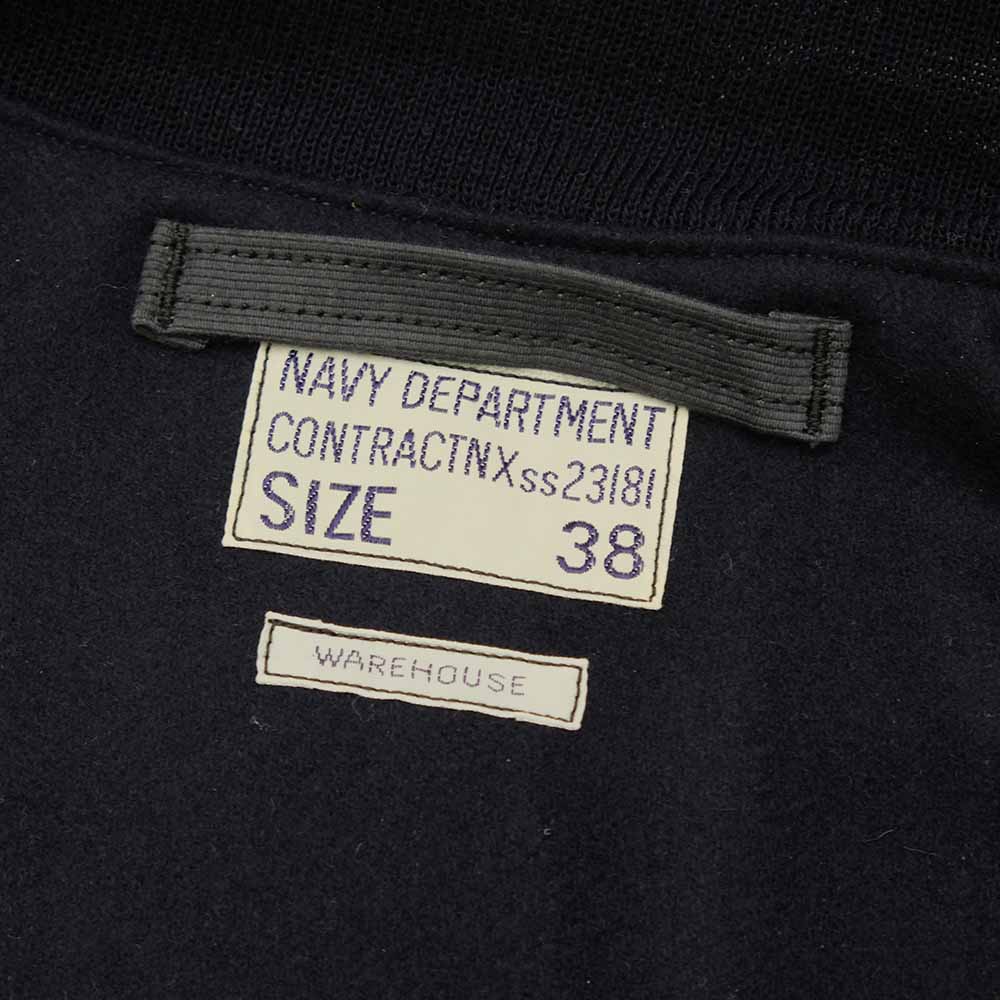 NAVY DEPARTMENT
CONTRACTNXss23181
SIZE 38
WAREHOUSE